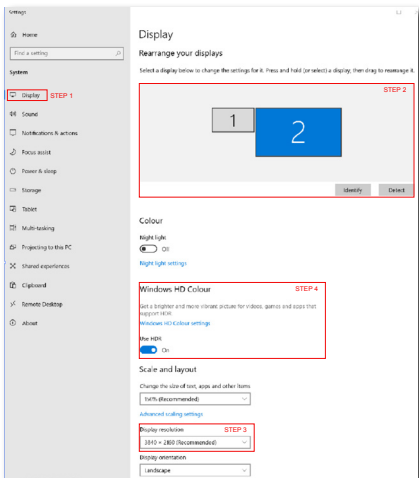 Settings
Home
Find a setting
System
Display STEP 1
Sound
Notifications & actions
Focus assist
Power & sleep
Storage
Tablet
Multi-tasking
Projecting to this PC
Shared experiences
Clipboard
Remote Desktop
About
Display
Rearrange your displays
Select a display below to change the settings for it. Press and hold (or select) a display, then drag to rearrange it.
STEP 2
1
2
Identify Detect
Colour
Night light
Off
Night light settings
Windows HD Colour STEP 4
Get a brighter and more vibrant picture for videos, games and apps that
support HDR.
Windows HD Colour settings
Use HDR
On
Scale and layout
Change the size of text, apps and other items
(Recommended)
Advanced scaling settings
Display resolution STEP 3
3840 × 2160 (Recommended)
Display orientation
Landscape